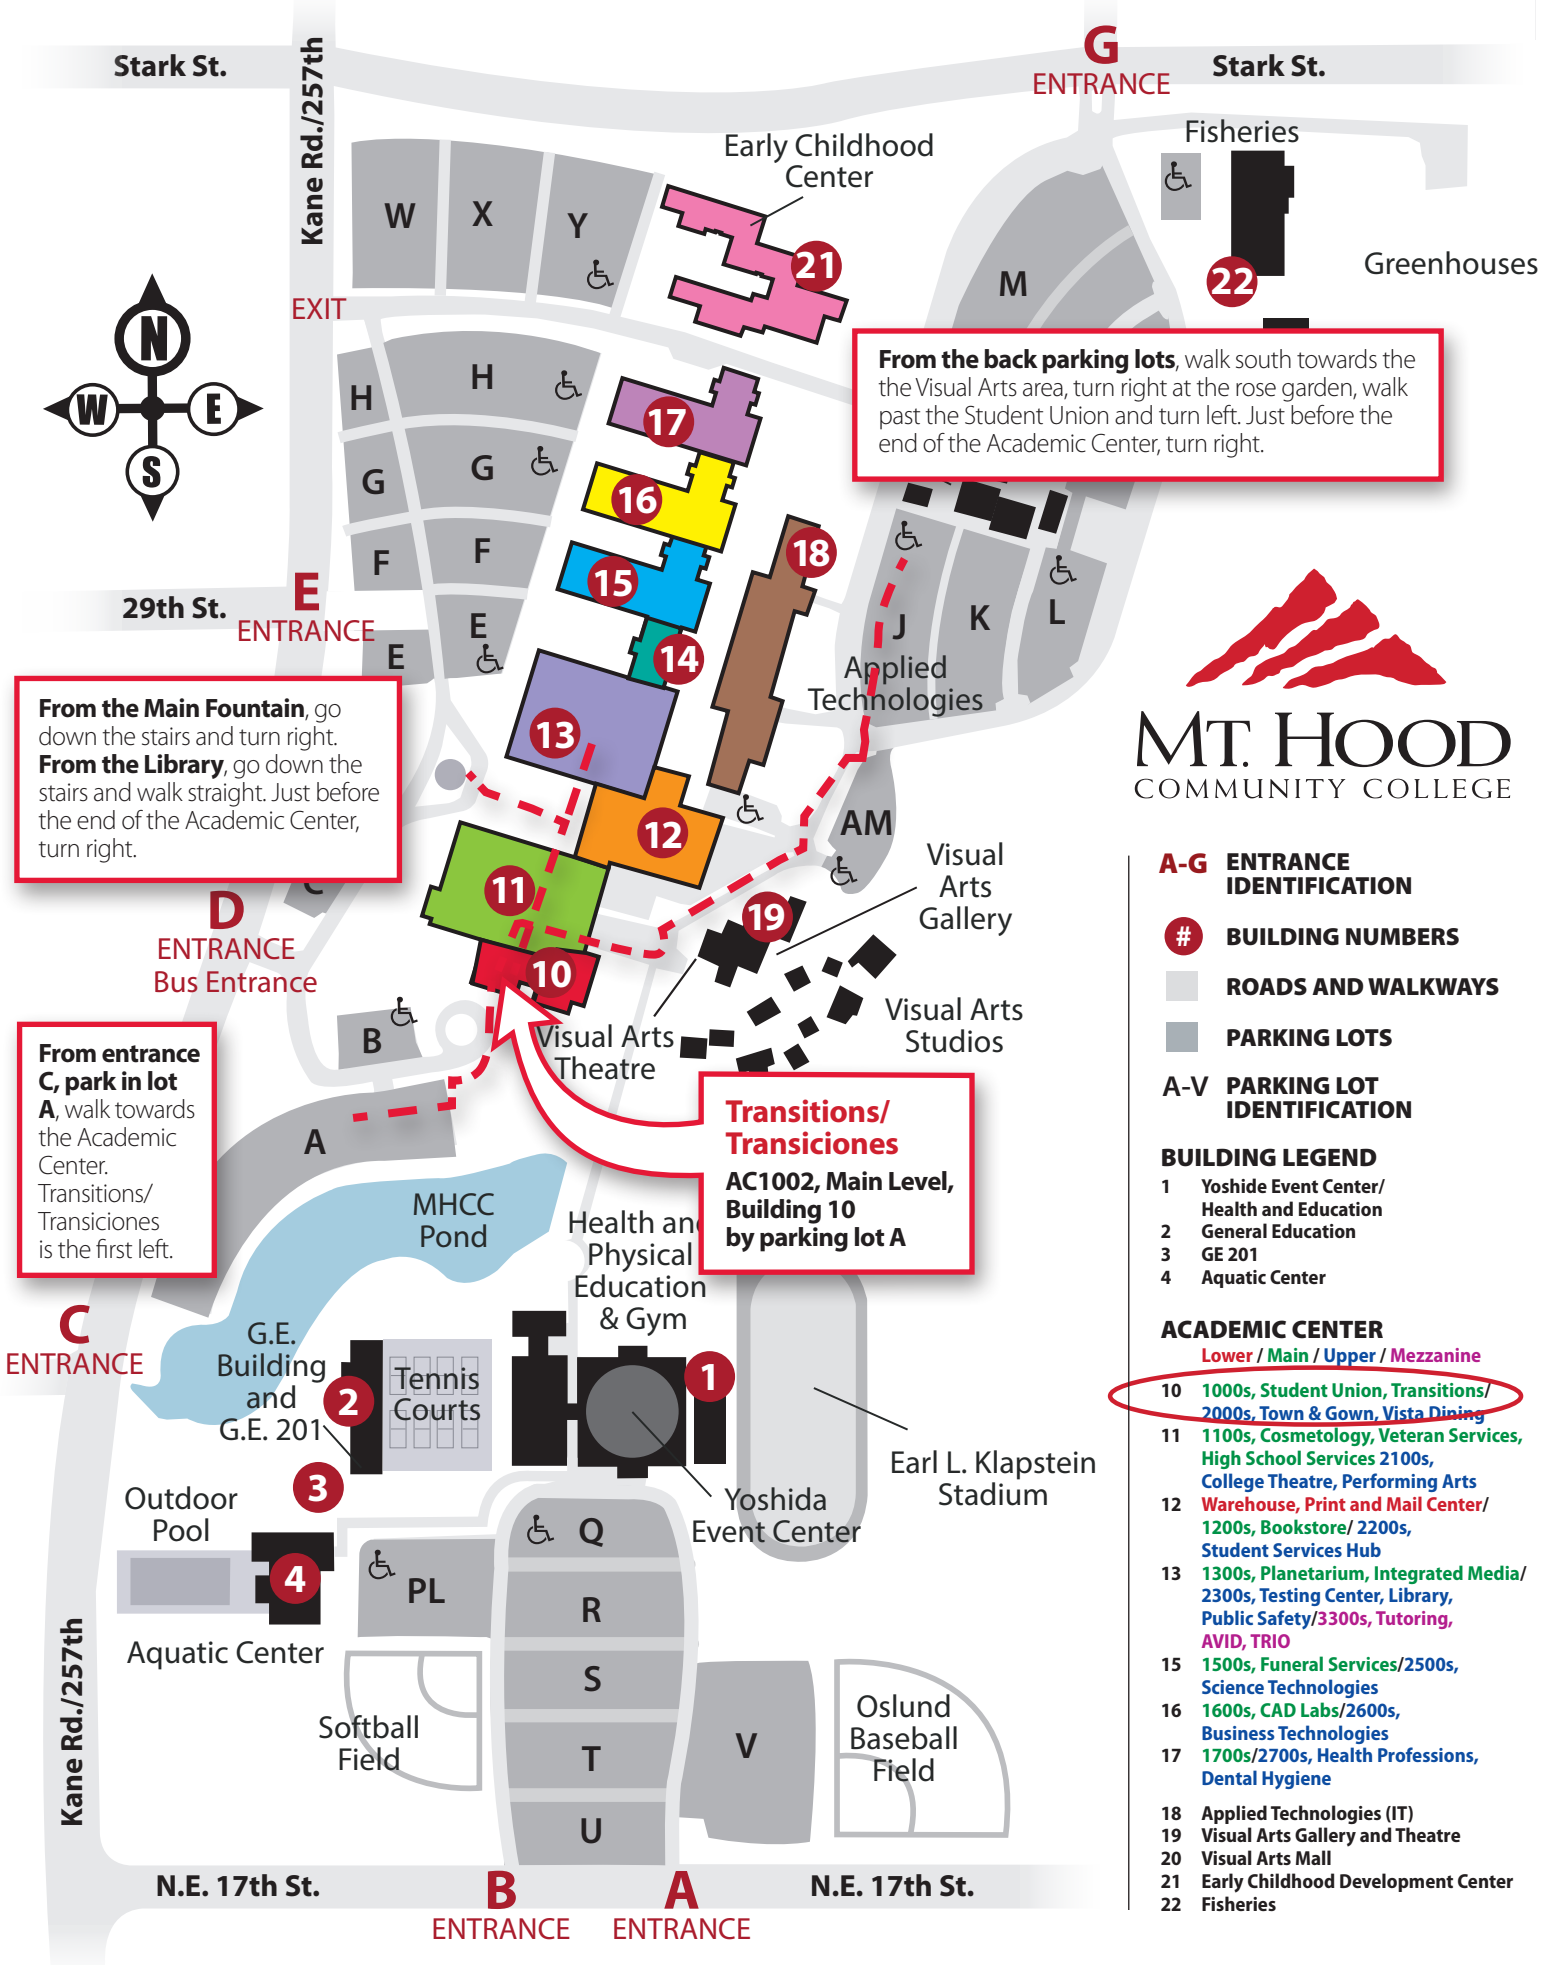 Stark St.
Kane Rd./257th
G
ENTRANCE
Stark St.
Fisheries
Early Childhood
Center
W
X
Y
21
22
Greenhouses
M
EXIT
N
W
E
S
H
H
17
From the back parking lots, walk south towards the
the Visual Arts area, turn right at the rose garden, walk
past the Student Union and turn left. Just before the
end of the Academic Center, turn right.
G
G
16
F
F
18
15
29th St.
E
ENTRANCE
E
E
14
J
K
L
Applied
Technologies
From the Main Fountain, go
down the stairs and turn right.
From the Library, go down the
stairs and walk straight. Just before
the end of the Academic Center,
turn right.
13
12
AM
MT. HOOD
COMMUNITY COLLEGE
C
D
ENTRANCE
Bus Entrance
11
10
19
Visual
Arts
Gallery
Visual Arts
Studios
Visual Arts
Theatre
B
A
From entrance
C, park in lot
A, walk towards
the Academic
Center.
Transitions/
Transiciones
is the first left.
Transitions/
Transiciones
AC1002, Main Level,
Building 10
by parking lot A
MHCC
Pond
Health and
Physical
Education
& Gym
C
ENTRANCE
G.E.
Building
and
G.E. 201
2
Tennis
Courts
1
3
Earl L. Klapstein
Stadium
Yoshida
Event Center
Outdoor
Pool
4
Aquatic Center
PL
Q
R
S
T
U
V
Softball
Field
Oslund
Baseball
Field
Kane Rd./257th
N.E. 17th St.
B
ENTRANCE
A
ENTRANCE
N.E. 17th St.
A-G ENTRANCE
IDENTIFICATION
# BUILDING NUMBERS
ROADS AND WALKWAYS
PARKING LOTS
A-V PARKING LOT
IDENTIFICATION
BUILDING LEGEND
1 Yoshide Event Center/
Health and Education
2 General Education
3 GE 201
4 Aquatic Center
ACADEMIC CENTER
Lower / Main / Upper / Mezzanine
10 1000s, Student Union, Transitions/
2000s, Town & Gown, Vista Dining
11 1100s, Cosmetology, Veteran Services,
High School Services 2100s,
College Theatre, Performing Arts
12 Warehouse, Print and Mail Center/
1200s, Bookstore/ 2200s,
Student Services Hub
13 1300s, Planetarium, Integrated Media/
2300s, Testing Center, Library,
Public Safety/3300s, Tutoring,
AVID, TRIO
15 1500s, Funeral Services/2500s,
Science Technologies
16 1600s, CAD Labs/2600s,
Business Technologies
17 1700s/2700s, Health Professions,
Dental Hygiene
18 Applied Technologies (IT)
19 Visual Arts Gallery and Theatre
20 Visual Arts Mall
21 Early Childhood Development Center
22 Fisheries